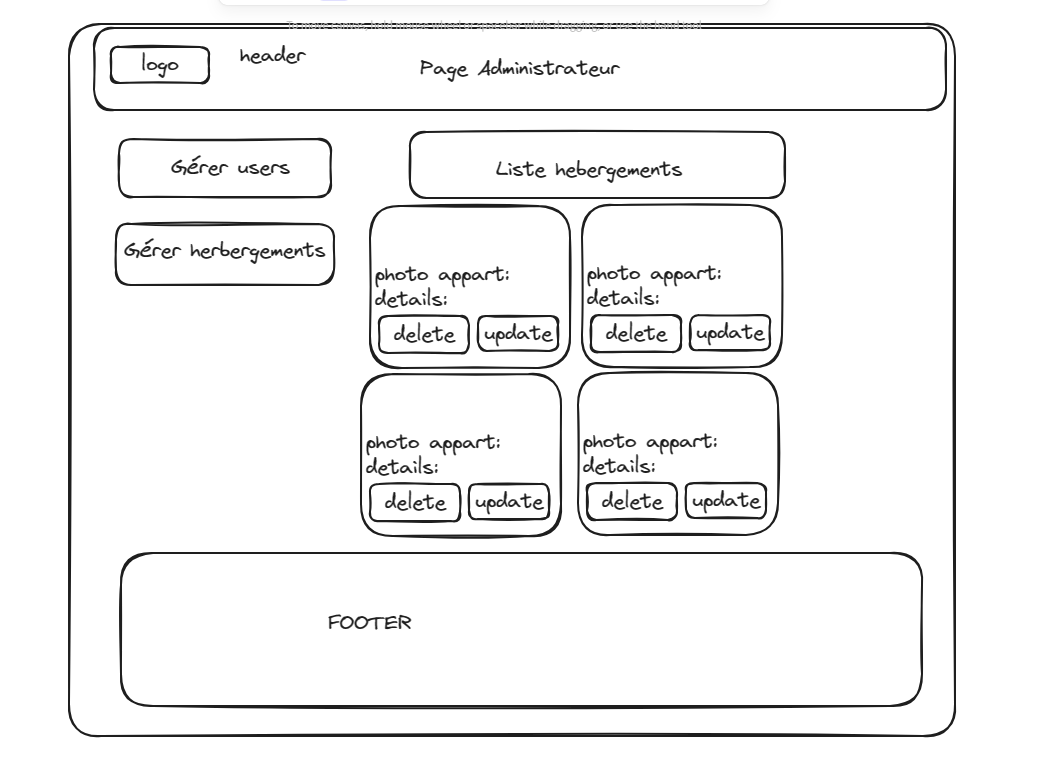 To move canvas, hold mouse wheel or spacebar while dragging, or use the hand tool
logo
header
Page Administrateur
Gérer users
Liste hebergements
Gérer herbergements
photo appart:
details:
delete
update
photo appart:
details:
delete
update
photo appart:
details:
delete
update
photo appart:
details:
delete
update
FOOTER